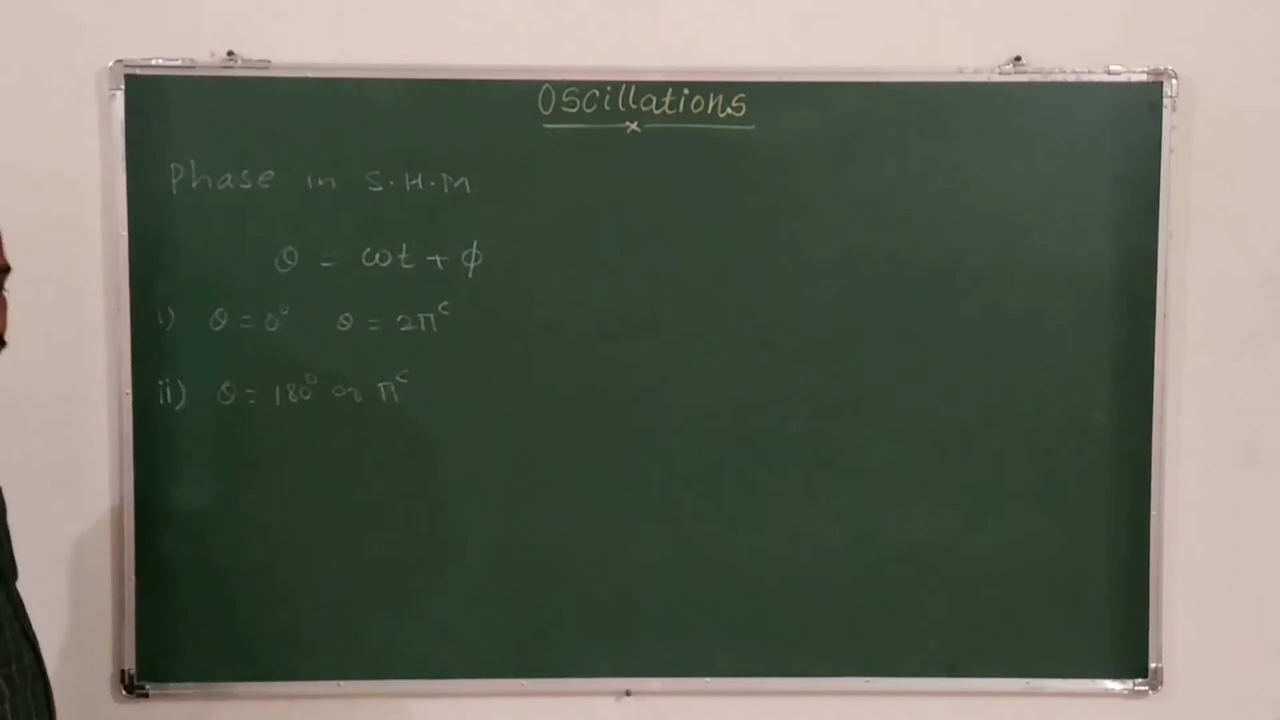 Oscillations
Phase in S.H.M
θ = ωt + ϕ
i) θ = 0° θ = 2π^c
ii) θ = 180° or π^c